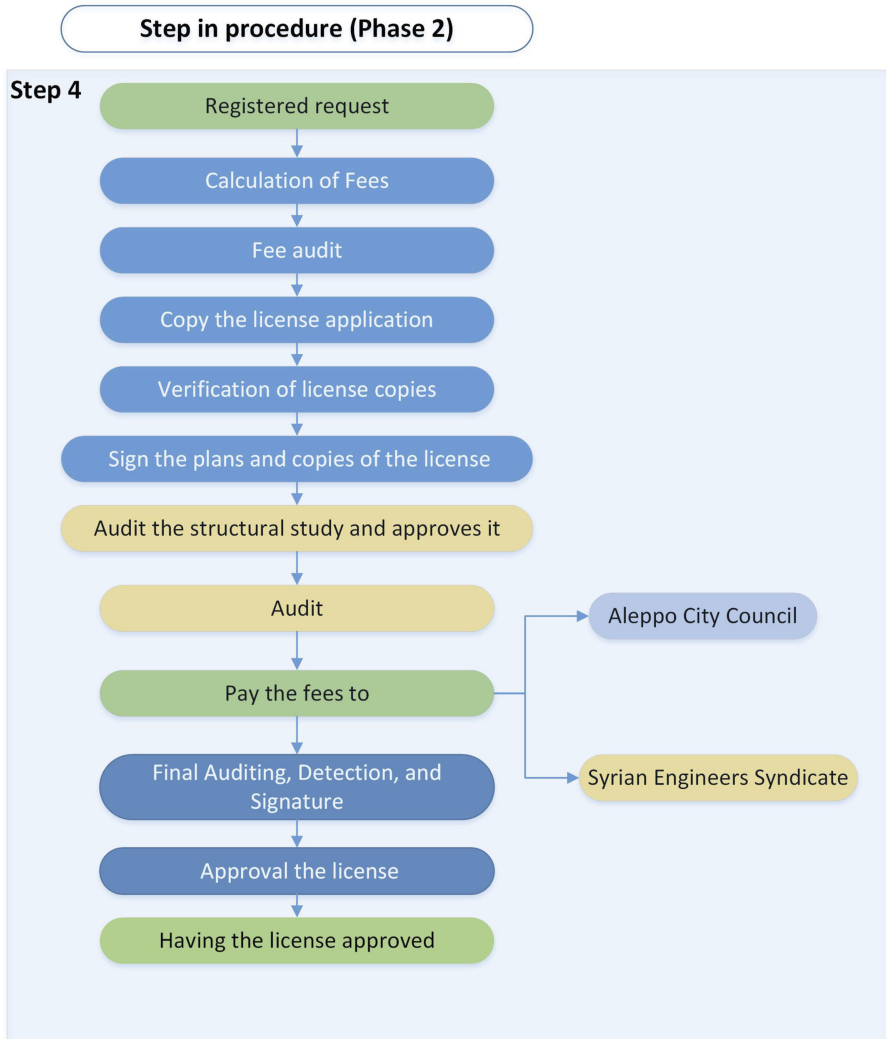 Step in procedure (Phase 2)
Step 4
Registered request
Calculation of Fees
Fee audit
Copy the license application
Verification of license copies
Sign the plans and copies of the license
Audit the structural study and approves it
Audit
Aleppo City Council
Pay the fees to
Final Auditing, Detection, and
Signature
Syrian Engineers Syndicate
Approval the license
Having the license approved